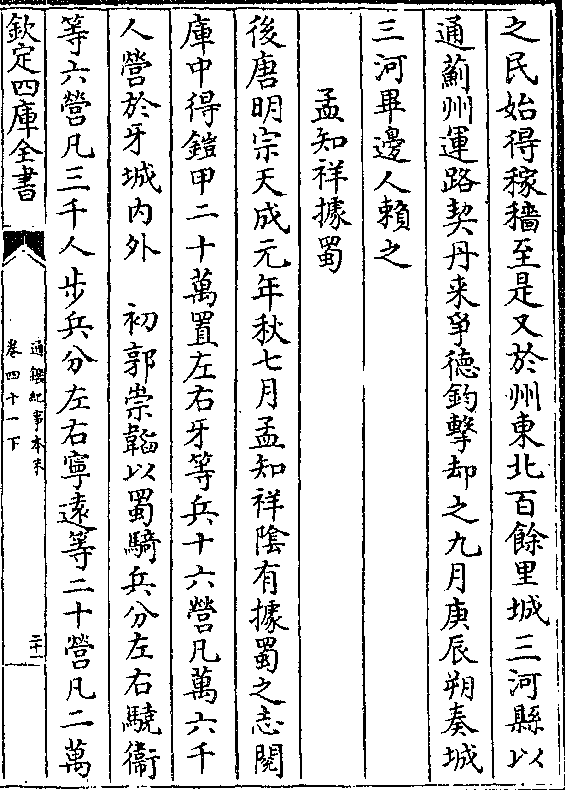 之民始得稼穡至是又於州東北百餘里城三河縣以
通薊州運路契丹来爭德鈞擊却之九月庚辰朔奏城
三河畢邊人賴之
孟知祥據蜀
後唐明宗天成元年秋七月孟知祥陰有據蜀之志閱
庫中得鎧甲二十萬置左右牙等兵十六營凡萬六千
人營於牙城内外　初郭崇韜以蜀騎兵分左右驍衞
等六營凡三千人步兵分左右寧遠等二十營凡二萬
欽定四庫全書
通鑑紀事本末
卷四十一下
二十一